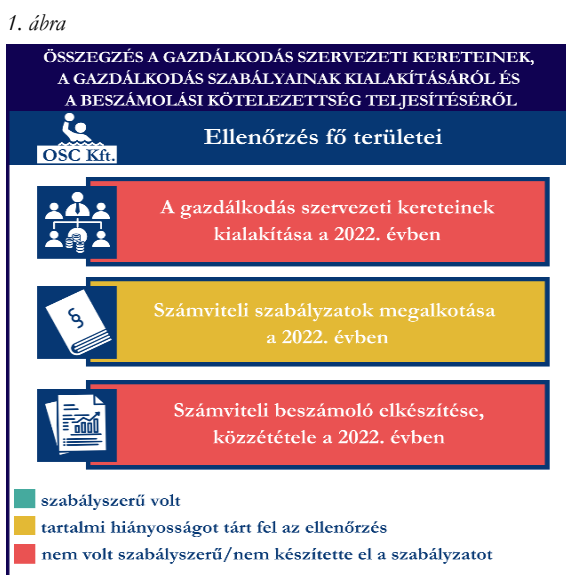 1. ábra
ÖSSZEGZÉS A GAZDÁLKODÁS SZERVEZETI KERETEINEK,
A GAZDÁLKODÁS SZABÁLYAINAK KIALAKÍTÁSÁRÓL ÉS
A BESZÁMOLÁSI KÖTELEZETTSÉG TELJESÍTÉSÉRŐL
OSC Kft.
Ellenőrzés fő területei
A gazdálkodás szervezeti kereteinek
kialakítása a 2022. évben
§
Számviteli szabályzatok megalkotása
a 2022. évben
Számviteli beszámoló elkészítése,
közzététele a 2022. évben
szabályszerű volt
tartalmi hiányosságot tárt fel az ellenőrzés
nem volt szabályszerű/nem készítette el a szabályzatot